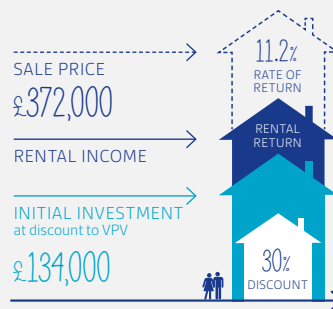 SALE PRICE
£372,000
RENTAL INCOME
INITIAL INVESTMENT
at discount to VPV
£134,000
11.2%
RATE OF
RETURN
RENTAL
RETURN
30%
DISCOUNT